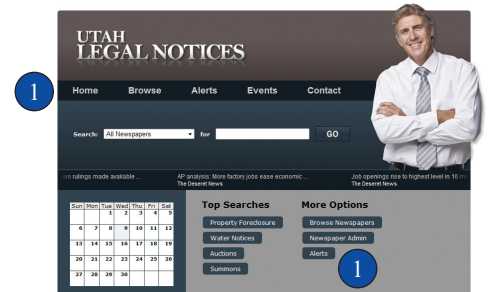 UTAH
LEGAL NOTICES
1
Home Browse Alerts Events Contact
Search: All Newspapers for GO
on rulings made available ... AP analysis: More factory jobs ease economic ... Job openings rise to highest level in 16 mo
The Deseret News The Deseret News
Top Searches More Options
Sun Mon Tue Wed Thu Fri Sat
1 2 3 4 5
6 7 8 9 10 11 12
13 14 15 16 17 18 19
20 21 22 23 24 25 26
27 28 29 30
Property Foreclosure Browse Newspapers
Water Notices Newspaper Admin
Auctions Alerts
Summons
1